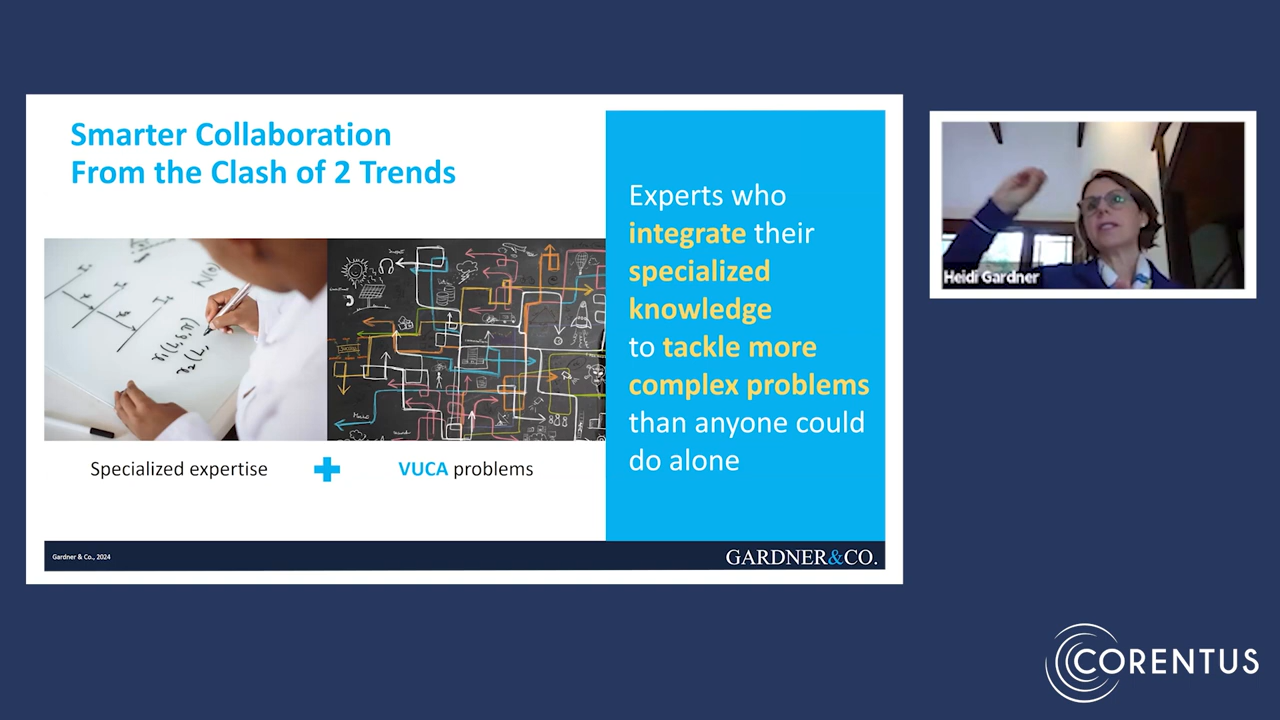 Smarter Collaboration
From the Clash of 2 Trends
Specialized expertise
VUCA problems
Experts who
integrate their
specialized
knowledge
to tackle more
complex problems
than anyone could
do alone
Gardner & Co., 2024
GARDNER&CO.
Heidi Gardner
CORENTUS